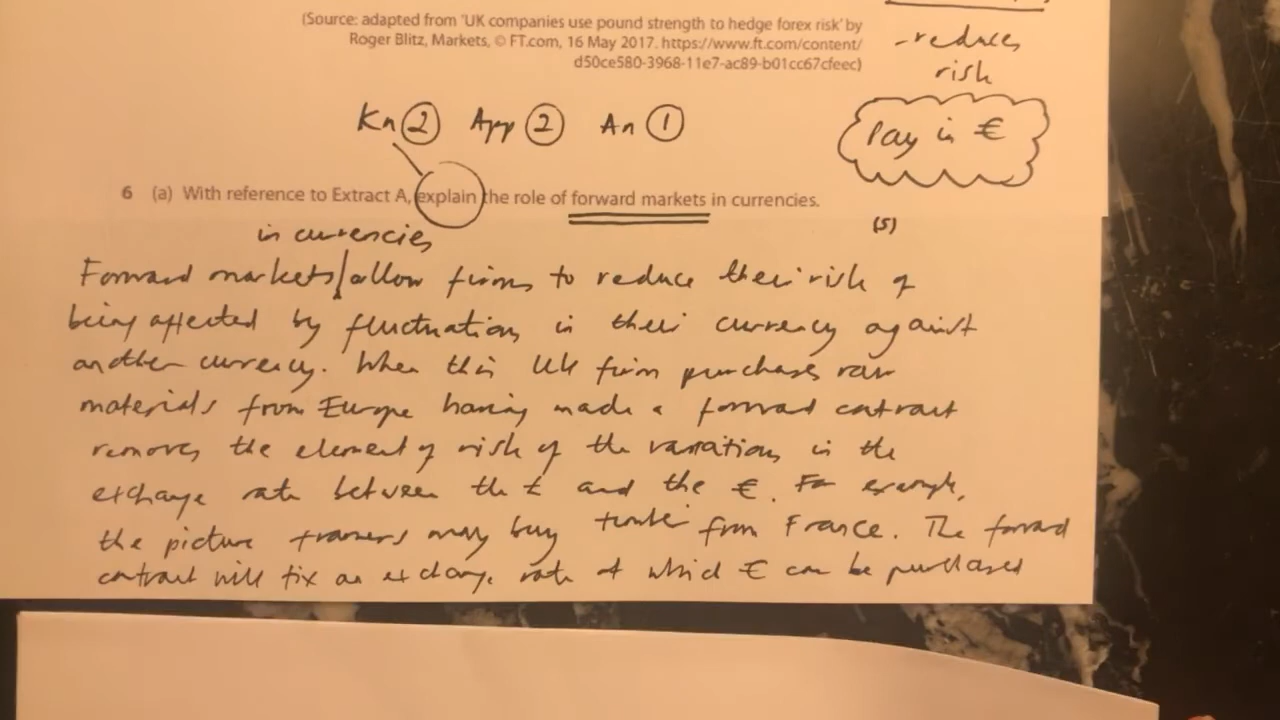 (Source: adapted from 'UK companies use pound strength to hedge forex risk' by
Roger Blitz, Markets, © FT.com, 16 May 2017. https://www.ft.com/content/
d50ce580-3968-11e7-ac89-b01cc67cfeec)
- reduces
risk
Pay in €
Kn 2 App 2 An 1
6 (a) With reference to Extract A, explain the role of forward markets in currencies.
(5)
in currencies
Forward markets allow firms to reduce their risk of
being affected by fluctuations in their currency against
another currency. When this UK firm purchases raw
materials from Europe having made a forward contract
removes the element of risk of the variations in the
exchange rate between the £ and the €. For example,
the picture framers may buy timber from France. The forward
contract will fix an exchange rate at which € can be purchased